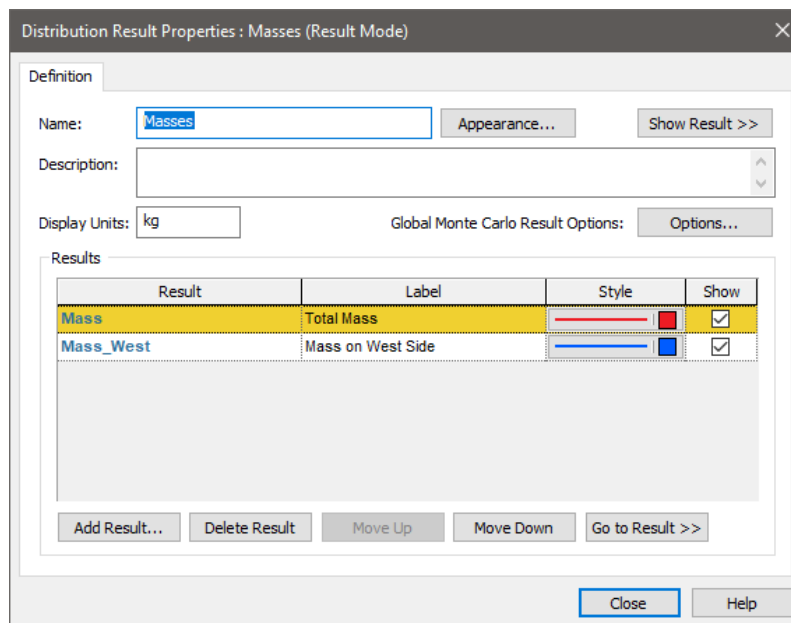 Distribution Result Properties : Masses (Result Mode)
Definition
Name: Masses Appearance... Show Result >>
Description:
Display Units: kg Global Monte Carlo Result Options: Options...
Results
Result Label Style Show
Mass Total Mass
Mass_West Mass on West Side
Add Result... Delete Result Move Up Move Down Go to Result >>
Close Help